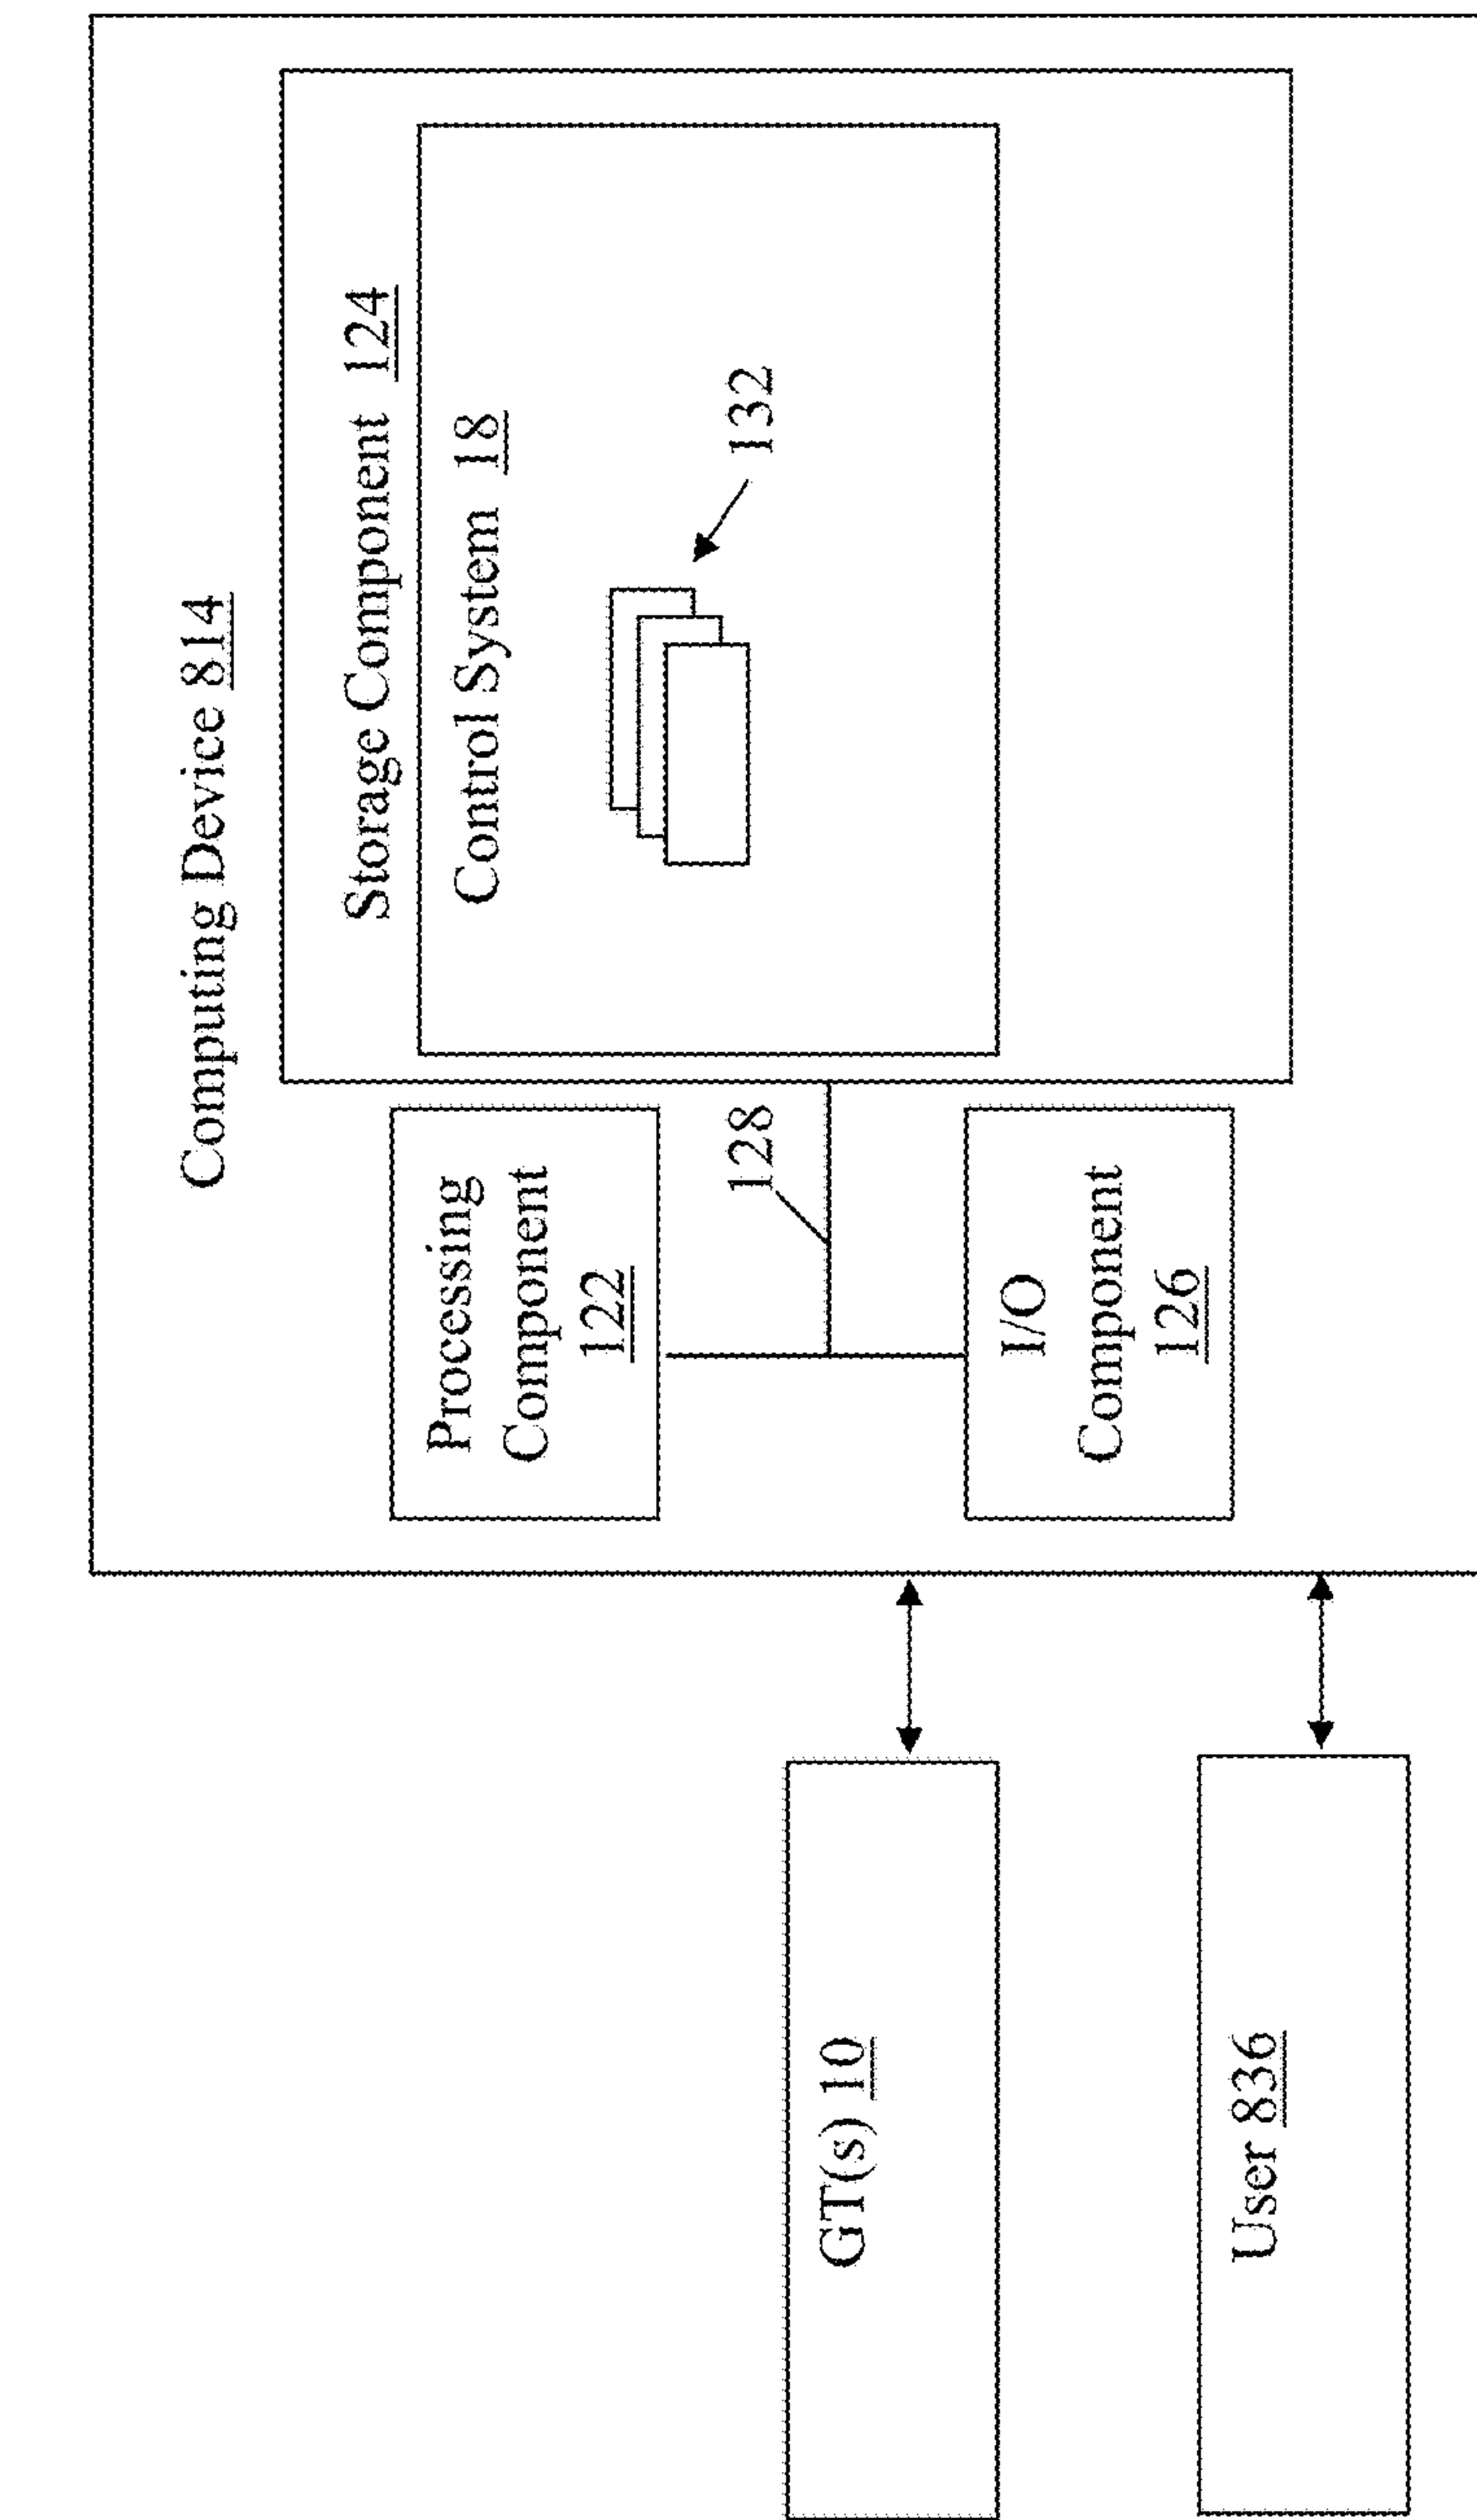 Computing Device 814
Storage Component 124
Control System 18
132
Processing
Component
122
128
I/O
Component
126
GT(s) 10
User 836